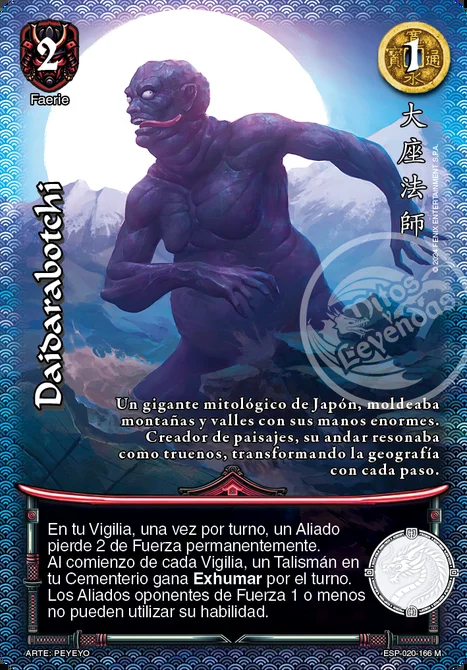 2
Faerie
1
寛永通寳
大座法師
Daidarabotchi
Mitos y
Leyendas
Un gigante mitológico de Japón, moldeaba
montañas y valles con sus manos enormes.
Creador de paisajes, su andar resonaba
como truenos, transformando la geografía
con cada paso.
En tu Vigilia, una vez por turno, un Aliado
pierde 2 de Fuerza permanentemente.
Al comienzo de cada Vigilia, un Talismán en
tu Cementerio gana Exhumar por el turno.
Los Aliados oponentes de Fuerza 1 o menos
no pueden utilizar su habilidad.
ARTE: PEYEYO
ESP-020-166 M.